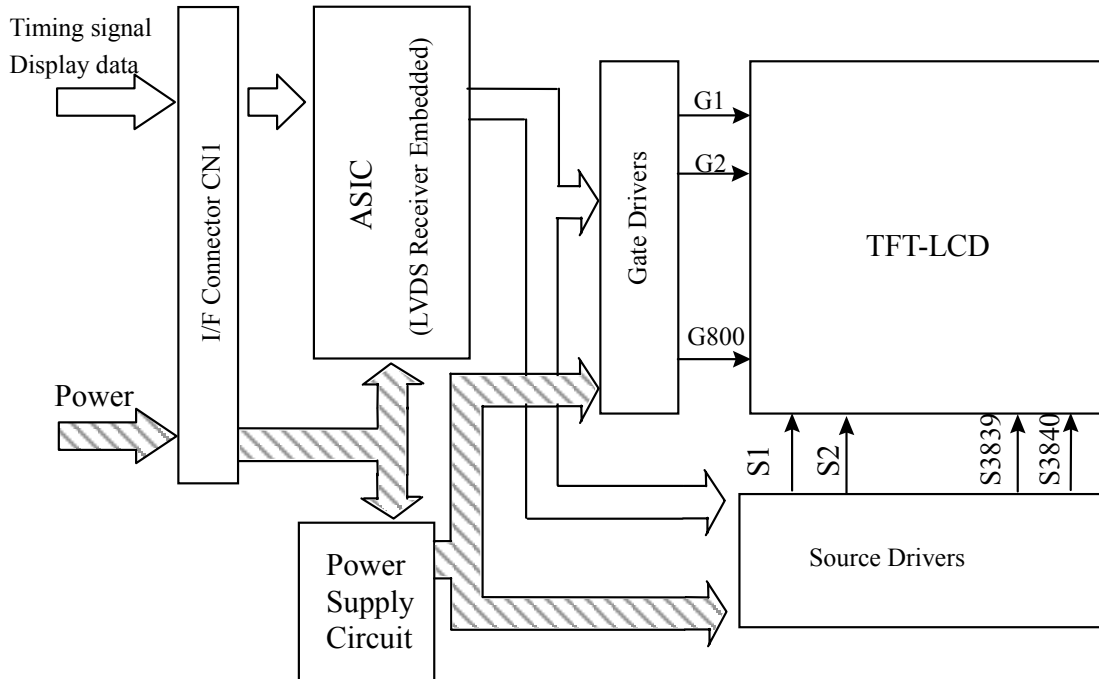 Timing signal
Display data
Power
I/F Connector CN1
ASIC
(LVDS Receiver Embedded)
Power
Supply
Circuit
Gate Drivers
G1
G2
G800
TFT-LCD
S1
S2
S3839
S3840
Source Drivers